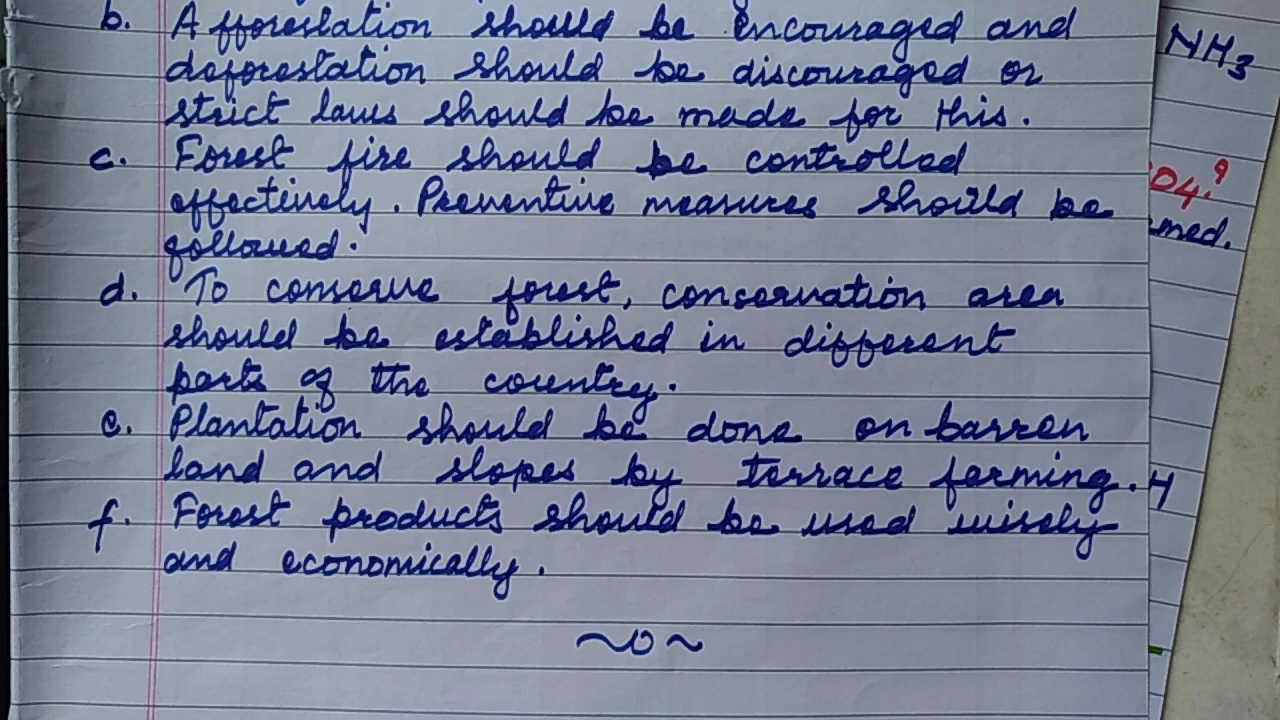 b. Afforestation should be encouraged and
deforestation should be discouraged or
strict laws should be made for this.
c. Forest fire should be controlled
effectively. Preventive measures should be
followed.
d. To conserve forest, conservation area
should be established in different
parts of the country.
e. Plantation should be done on barren
land and slopes by terrace farming.
f. Forest products should be used wisely
and economically.
~o~
NH3
O4?
med.
H